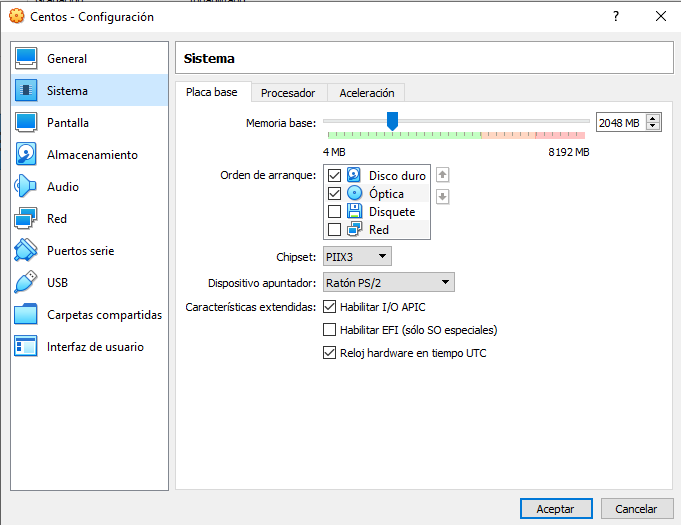 Centos - Configuración
?
General
Sistema
Pantalla
Almacenamiento
Audio
Red
Puertos serie
USB
Carpetas compartidas
Interfaz de usuario
Sistema
Placa base Procesador Aceleración
Memoria base: 2048 MB
4 MB 8192 MB
Orden de arranque: Disco duro
Óptica
Disquete
Red
Chipset: PIIX3
Dispositivo apuntador: Ratón PS/2
Características extendidas: Habilitar I/O APIC
Habilitar EFI (sólo SO especiales)
Reloj hardware en tiempo UTC
Aceptar Cancelar